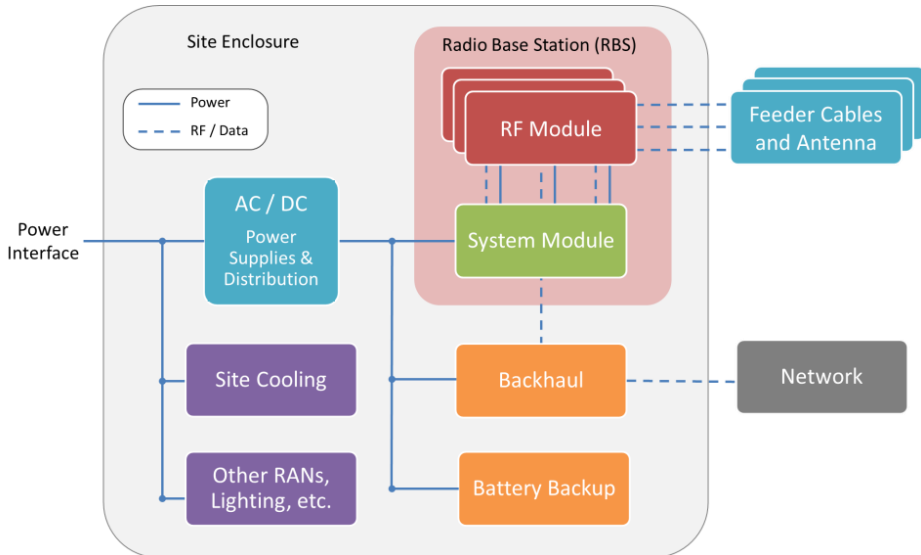 Site Enclosure
Radio Base Station (RBS)
Power
RF / Data
RF Module
Feeder Cables
and Antenna
AC / DC
Power
Supplies &
Distribution
System Module
Power
Interface
Site Cooling
Backhaul
Network
Other RANs,
Lighting, etc.
Battery Backup